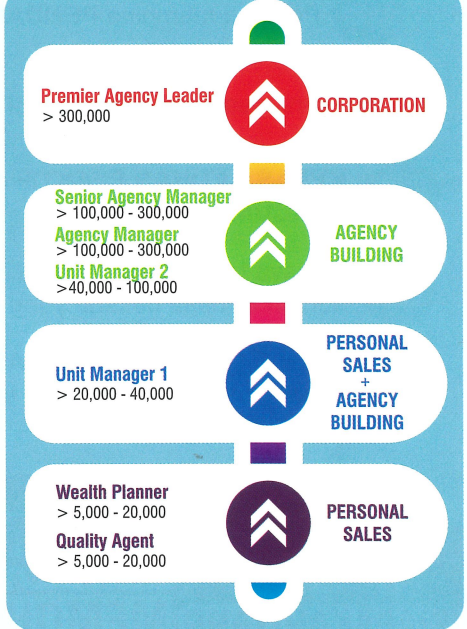 Premier Agency Leader
> 300,000
CORPORATION
Senior Agency Manager
> 100,000 - 300,000
Agency Manager
> 100,000 - 300,000
Unit Manager 2
>40,000 - 100,000
AGENCY
BUILDING
Unit Manager 1
> 20,000 - 40,000
PERSONAL
SALES
+
AGENCY
BUILDING
Wealth Planner
> 5,000 - 20,000
Quality Agent
> 5,000 - 20,000
PERSONAL
SALES